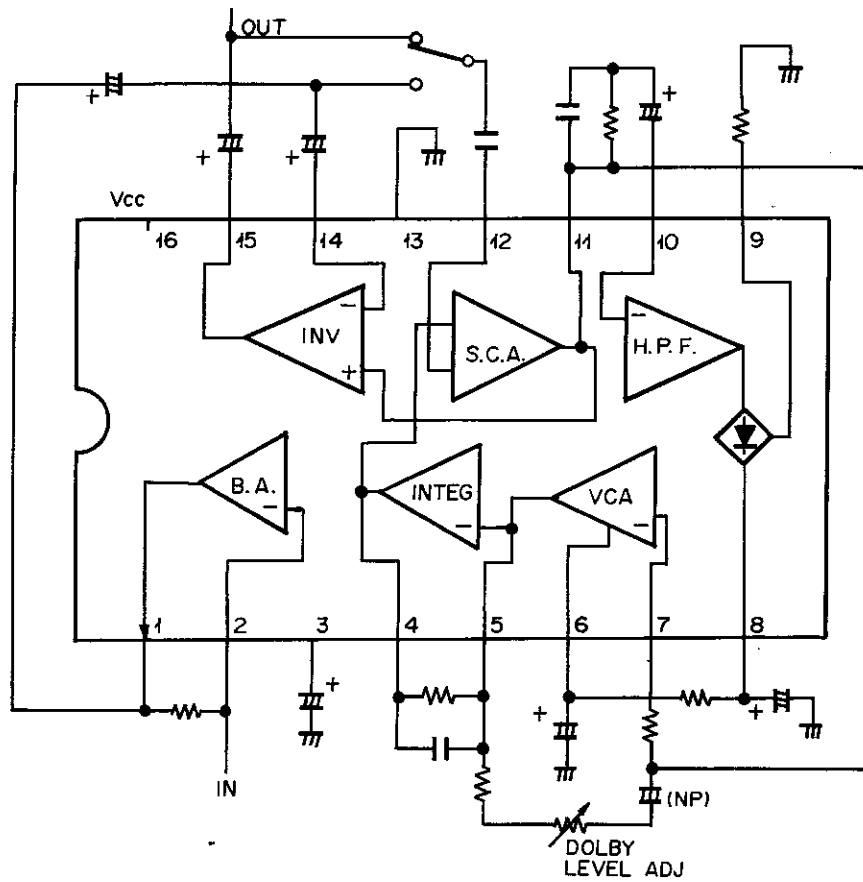 OUT
+
+
+
+
Vcc
16 15 14 13 12 11 10 9
−
INV
+
S.C.A.
−
H.P.F.
B.A.
−
INTEG
−
VCA
−
1 2 3 4 5 6 7 8
+
+
+
IN
(NP)
DOLBY
LEVEL ADJ